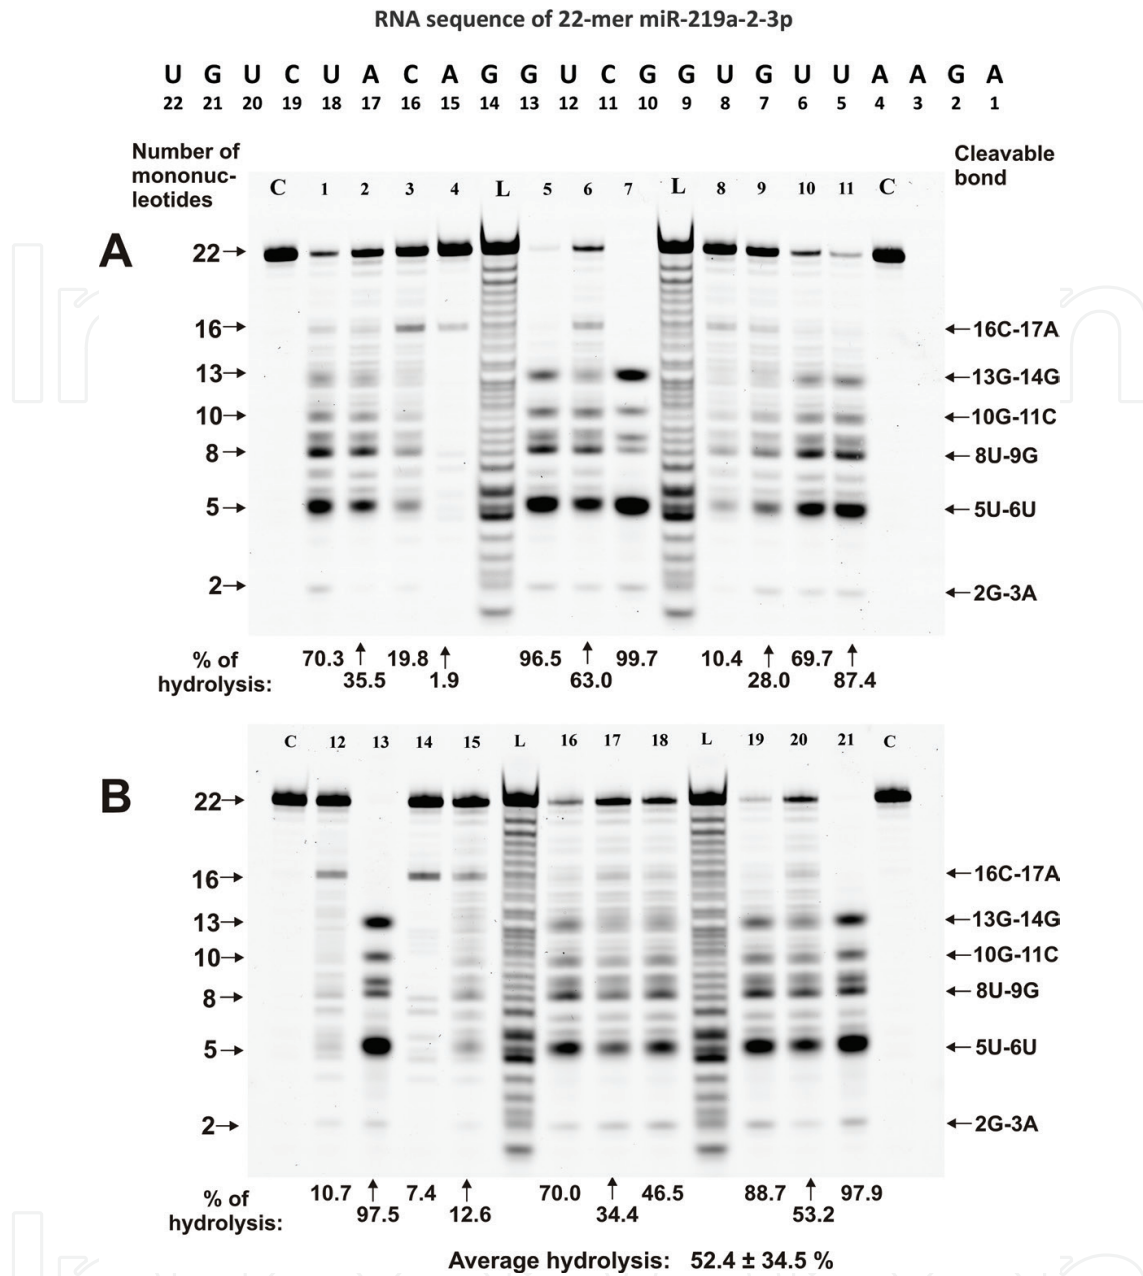 RNA sequence of 22-mer miR-219a-2-3p
U G U C U A C A G G U C G G U G U U A A G A
22 21 20 19 18 17 16 15 14 13 12 11 10 9 8 7 6 5 4 3 2 1
Number of
mononuc-
leotides
Cleavable
bond
C 1 2 3 4 L 5 6 7 L 8 9 10 11 C
A
22→
16→ ←16C-17A
13→ ←13G-14G
10→ ←10G-11C
8→ ←8U-9G
5→ ←5U-6U
2→ ←2G-3A
% of
hydrolysis:
70.3 ↑ 19.8 ↑ 96.5 ↑ 99.7 10.4 ↑ 69.7 ↑
35.5 1.9 63.0 28.0 87.4
C 12 13 14 15 L 16 17 18 L 19 20 21 C
B
22→
16→ ←16C-17A
13→ ←13G-14G
10→ ←10G-11C
8→ ←8U-9G
5→ ←5U-6U
2→ ←2G-3A
% of
hydrolysis:
10.7 ↑ 7.4 ↑ 70.0 ↑ 46.5 88.7 ↑ 97.9
97.5 12.6 34.4 53.2
Average hydrolysis: 52.4 ± 34.5 %